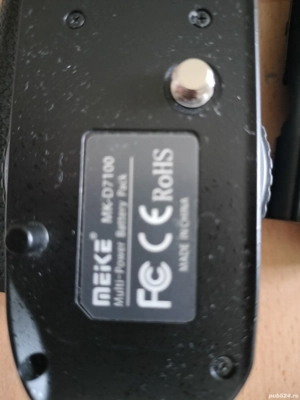 MEIKE®
MK-D7100
Multi-Power Battery Pack
FC CE RoHS
MADE IN CHINA